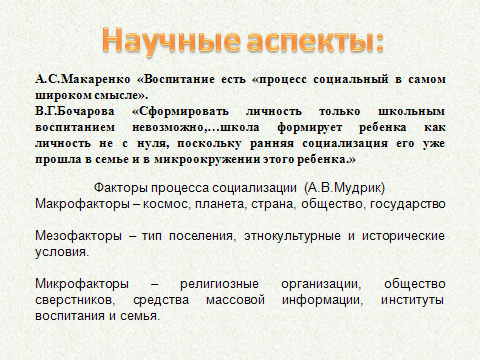 Научные аспекты:
А.С.Макаренко «Воспитание есть «процесс социальный в самом
широком смысле».
В.Г.Бочарова «Сформировать личность только школьным
воспитанием невозможно,…школа формирует ребенка как
личность не с нуля, поскольку ранняя социализация его уже
прошла в семье и в микроокружении этого ребенка.»
Факторы процесса социализации (А.В.Мудрик)
Макрофакторы – космос, планета, страна, общество, государство
Мезофакторы – тип поселения, этнокультурные и исторические
условия.
Микрофакторы – религиозные организации, общество
сверстников, средства массовой информации, институты
воспитания и семья.